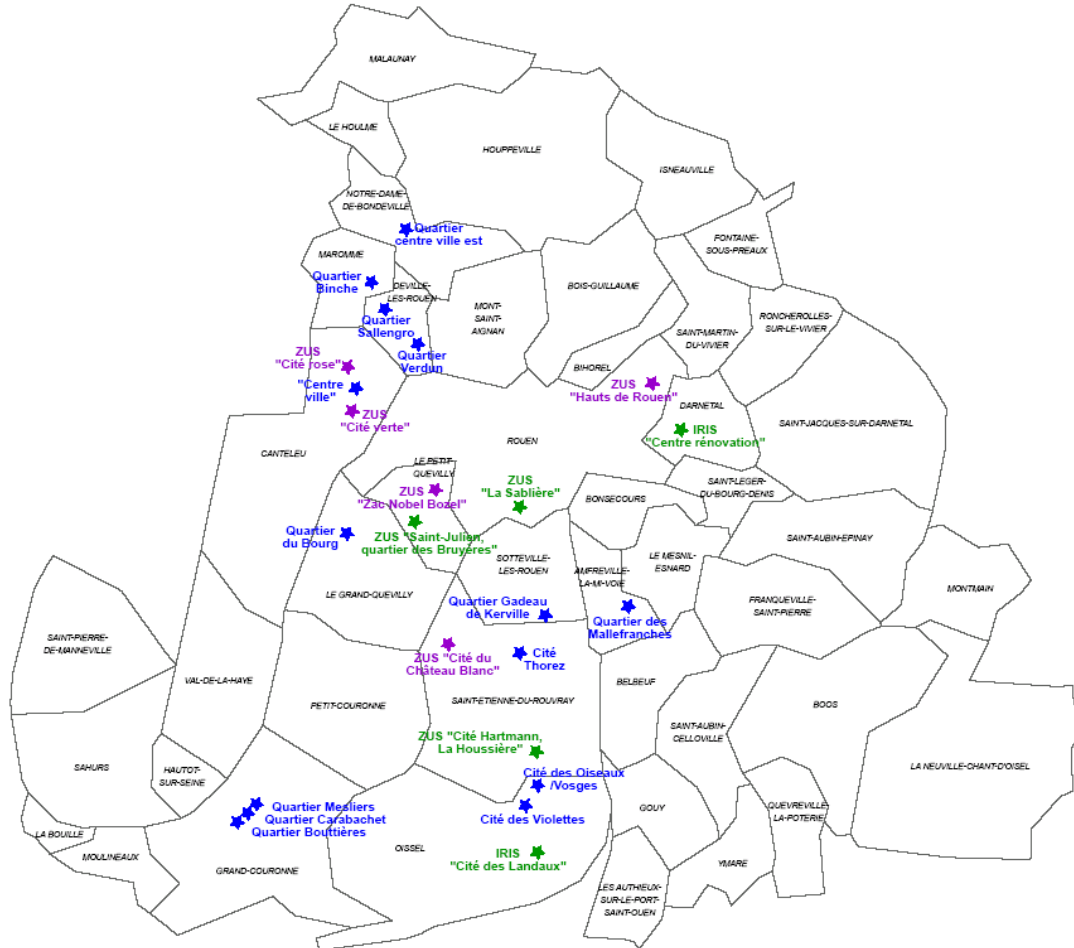 MALAUNAY
LE HOULME
HOUPPEVILLE
ISNEAUVILLE
NOTRE-DAME-
DE-BONDEVILLE
Quartier
centre ville est
FONTAINE-
SOUS-PREAUX
MAROMME
Quartier
Binche
DEVILLE-
LES-ROUEN
BOIS-GUILLAUME
MONT-
SAINT-
AIGNAN
Quartier
Sallengro
RONCHEROLLES-
SUR-LE-VIVIER
SAINT-MARTIN-
DU-VIVIER
Quartier
Verdun
ZUS
"Cité rose"
BIHOREL
ZUS
"Hauts de Rouen"
"Centre
ville"
DARNETAL
ZUS
"Cité verte"
IRIS
"Centre rénovation"
SAINT-JACQUES-SUR-DARNETAL
ROUEN
CANTELEU
LE PETIT-
QUEVILLY
ZUS
"Zac Nobel Bozel"
ZUS
"La Sablière"
SAINT-LEGER-
DU-BOURG-DENIS
BONSECOURS
Quartier
du Bourg
ZUS "Saint-Julien,
quartier des Bruyères"
SAINT-AUBIN-EPINAY
SOTTEVILLE-
LES-ROUEN
AMFREVILLE-
LA-MI-VOIE
LE MESNIL-
ESNARD
MONTMAIN
LE GRAND-QUEVILLY
Quartier Gadeau
de Kerville
FRANQUEVILLE-
SAINT-PIERRE
Quartier des
Mallefranches
SAINT-PIERRE-
DE-MANNEVILLE
ZUS "Cité du
Château Blanc"
Cité
Thorez
VAL-DE-LA-HAYE
BELBEUF
PETIT-COURONNE
SAINT-ETIENNE-DU-ROUVRAY
BOOS
SAINT-AUBIN-
CELLOVILLE
ZUS "Cité Hartmann,
La Houssière"
SAHURS
HAUTOT-
SUR-SEINE
LA NEUVILLE-CHANT-D'OISEL
Cité des Oiseaux
/Vosges
Quartier Mesliers
Quartier Carabachet
Quartier Bouttières
Cité des Violettes
GOUY
QUEVREVILLE-
LA-POTERIE
LA BOUILLE
MOULINEAUX
OISSEL
IRIS
"Cité des Landaux"
YMARE
GRAND-COURONNE
LES AUTHIEUX-
SUR-LE-PORT-
SAINT-OUEN